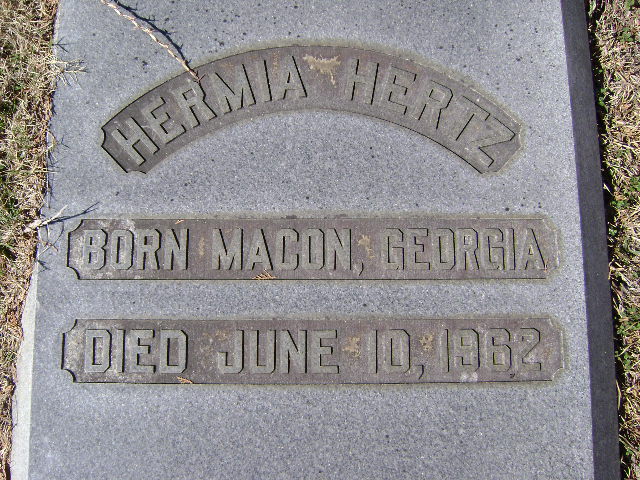 HERMIA HERTZ
BORN MACON, GEORGIA
DIED JUNE 10, 1962